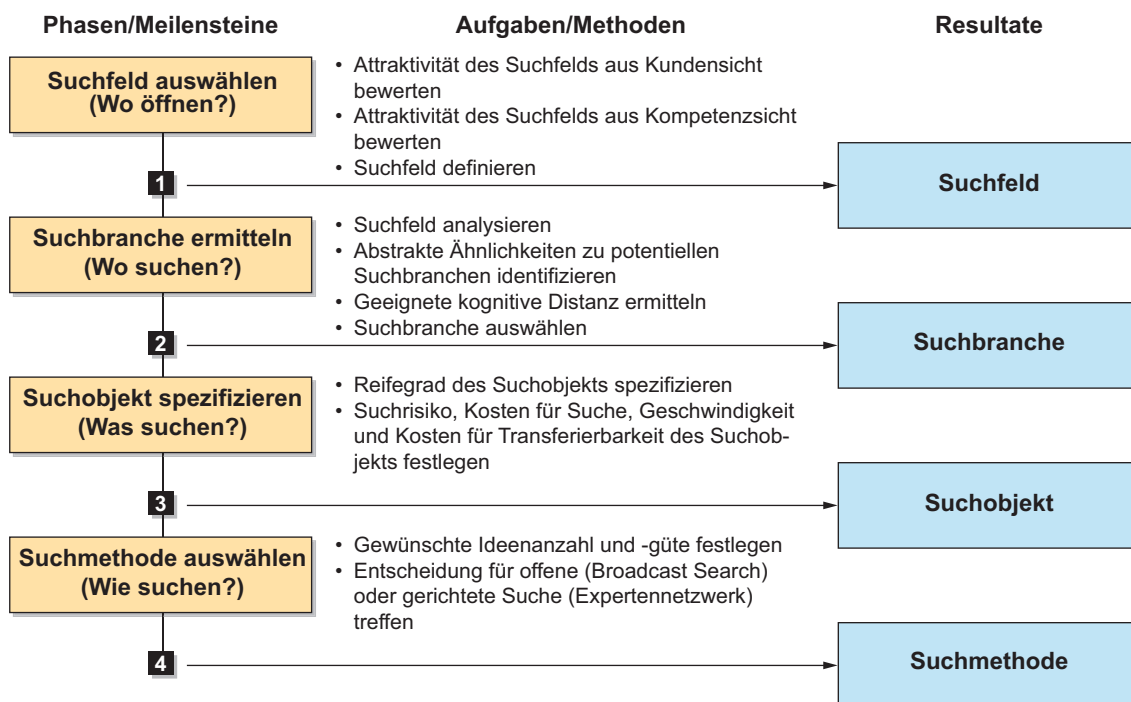 Phasen/Meilensteine
Aufgaben/Methoden
Resultate
Suchfeld auswählen
(Wo öffnen?)
• Attraktivität des Suchfelds aus Kundensicht
bewerten
• Attraktivität des Suchfelds aus Kompetenzsicht
bewerten
• Suchfeld definieren
1
Suchfeld
Suchbranche ermitteln
(Wo suchen?)
• Suchfeld analysieren
• Abstrakte Ähnlichkeiten zu potentiellen
Suchbranchen identifizieren
• Geeignete kognitive Distanz ermitteln
• Suchbranche auswählen
2
Suchbranche
Suchobjekt spezifizieren
(Was suchen?)
• Reifegrad des Suchobjekts spezifizieren
• Suchrisiko, Kosten für Suche, Geschwindigkeit
und Kosten für Transferierbarkeit des Suchob-
jekts festlegen
3
Suchobjekt
Suchmethode auswählen
(Wie suchen?)
• Gewünschte Ideenanzahl und -güte festlegen
• Entscheidung für offene (Broadcast Search)
oder gerichtete Suche (Expertennetzwerk)
treffen
4
Suchmethode